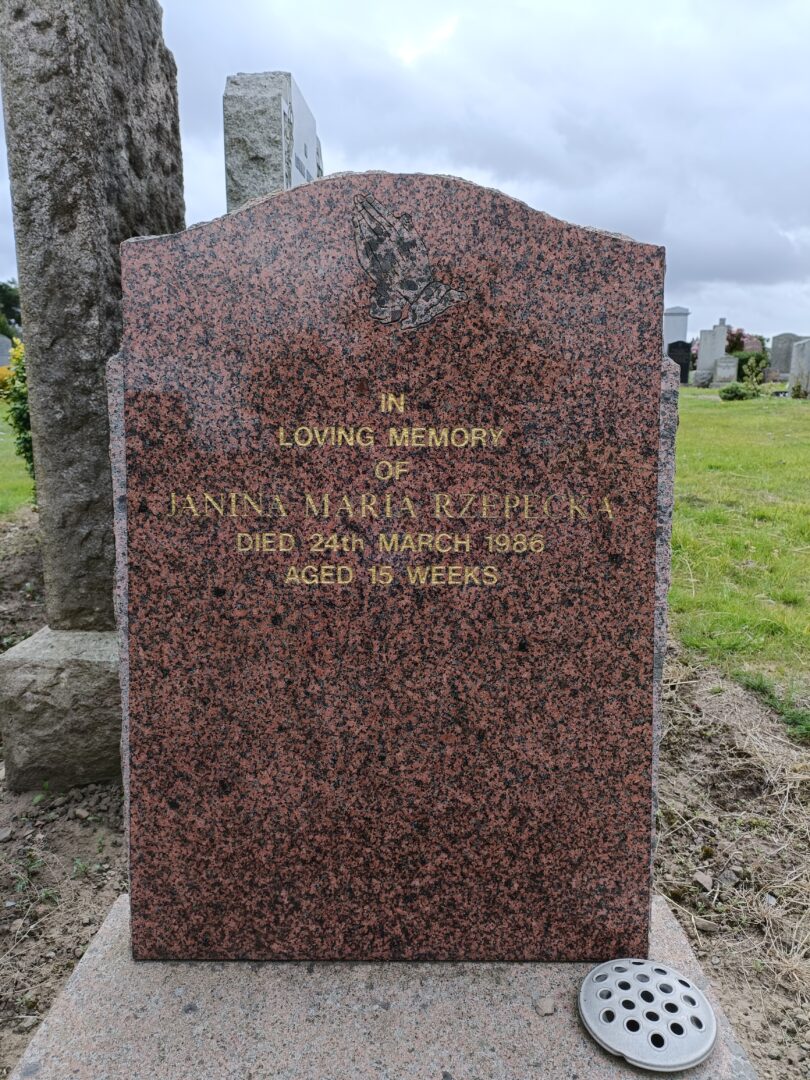 IN
LOVING MEMORY
OF
JANINA MARIA RZEPECKA
DIED 24th MARCH 1986
AGED 15 WEEKS